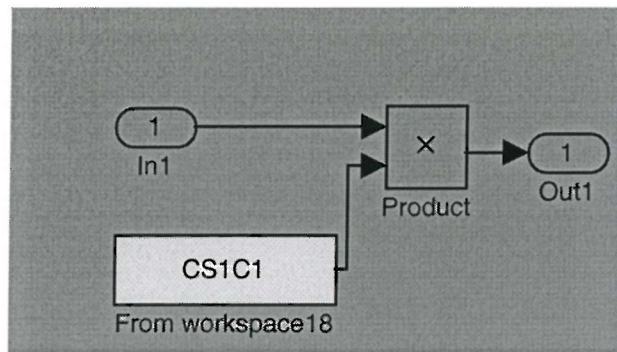 1
In1
×
Product
1
Out1
CS1C1
From workspace18